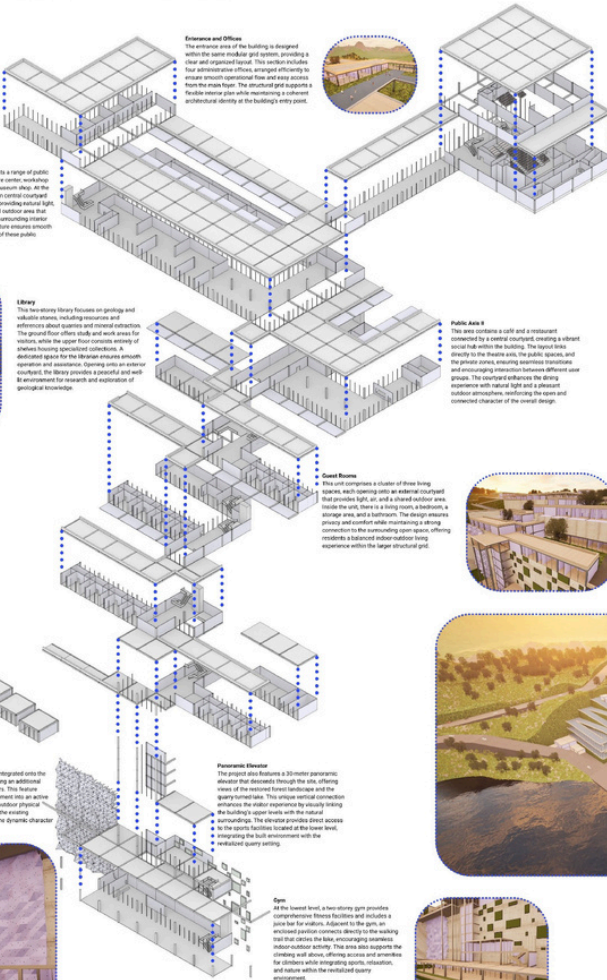 Enterance and Offices
The entrance area of the building is designed
within the same modular grid system, providing a
clear and organized layout. This section includes
four administrative offices, arranged efficiently to
ensure smooth operational flow and easy access
from the main foyer. The structural grid supports a
flexible interior plan while maintaining a coherent
architectural identity at the building's entry point.
ts a range of public
re center, workshop
useum shop. At the
n central courtyard
providing natural light,
outdoor area that
surrounding interior
ture ensures smooth
of these public
Library
This two-storey library focuses on geology and
valuable stones, including resources and
references about quarries and mineral extraction.
The ground floor offers study and work areas for
visitors, while the upper floor consists entirely of
shelves housing specialized collections. A
dedicated space for the librarian ensures smooth
operation and assistance. Opening onto an exterior
courtyard, the library provides a peaceful and well-
lit environment for research and exploration of
geological knowledge.
Public Axis II
This area contains a café and a restaurant
connected by a central courtyard, creating a vibrant
social hub within the building. The layout links
directly to the theatre axis, the public spaces, and
the private zones, ensuring seamless transitions
and encouraging interaction between different user
groups. The courtyard enhances the dining
experience with natural light and a pleasant
outdoor atmosphere, reinforcing the open and
connected character of the overall design.
Guest Rooms
This unit comprises a cluster of three living
spaces, each opening onto an external courtyard
that provides light, air, and a shared outdoor area.
Inside the unit, there is a living room, a bedroom, a
storage area, and a bathroom. The design ensures
privacy and comfort while maintaining a strong
connection to the surrounding open space, offering
residents a balanced indoor-outdoor living
experience within the larger structural grid.
integrated onto the
ing an additional
rs. This feature
nment into an active
outdoor physical
the existing
he dynamic character
Panoramic Elevator
The project also features a 30-meter panoramic
elevator that descends through the site, offering
views of the restored forest landscape and the
quarry-turned-lake. This unique vertical connection
enhances the visitor experience by visually linking
the building's upper levels with the natural
surroundings. The elevator provides direct access
to the sports facilities located at the lower level,
integrating the built environment with the
revitalized quarry setting.
Gym
At the lowest level, a two-storey gym provides
comprehensive fitness facilities and includes a
juice bar for visitors. Adjacent to the gym, an
enclosed pavilion connects directly to the walking
trail that circles the lake, encouraging seamless
indoor-outdoor activity. This area also supports the
climbing wall above, offering access and amenities
for climbers while integrating sports, relaxation,
and nature within the revitalized quarry
environment.